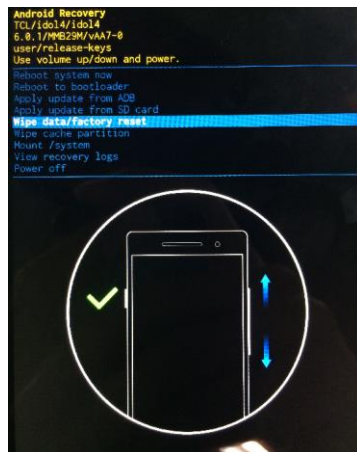 Android Recovery
TCL/idol4/idol4
6.0.1/MMB29M/vAA7-0
user/release-keys
Use volume up/down and power.
Reboot system now
Reboot to bootloader
Apply update from ADB
Apply update from SD card
Wipe data/factory reset
Wipe cache partition
Mount /system
View recovery logs
Power off